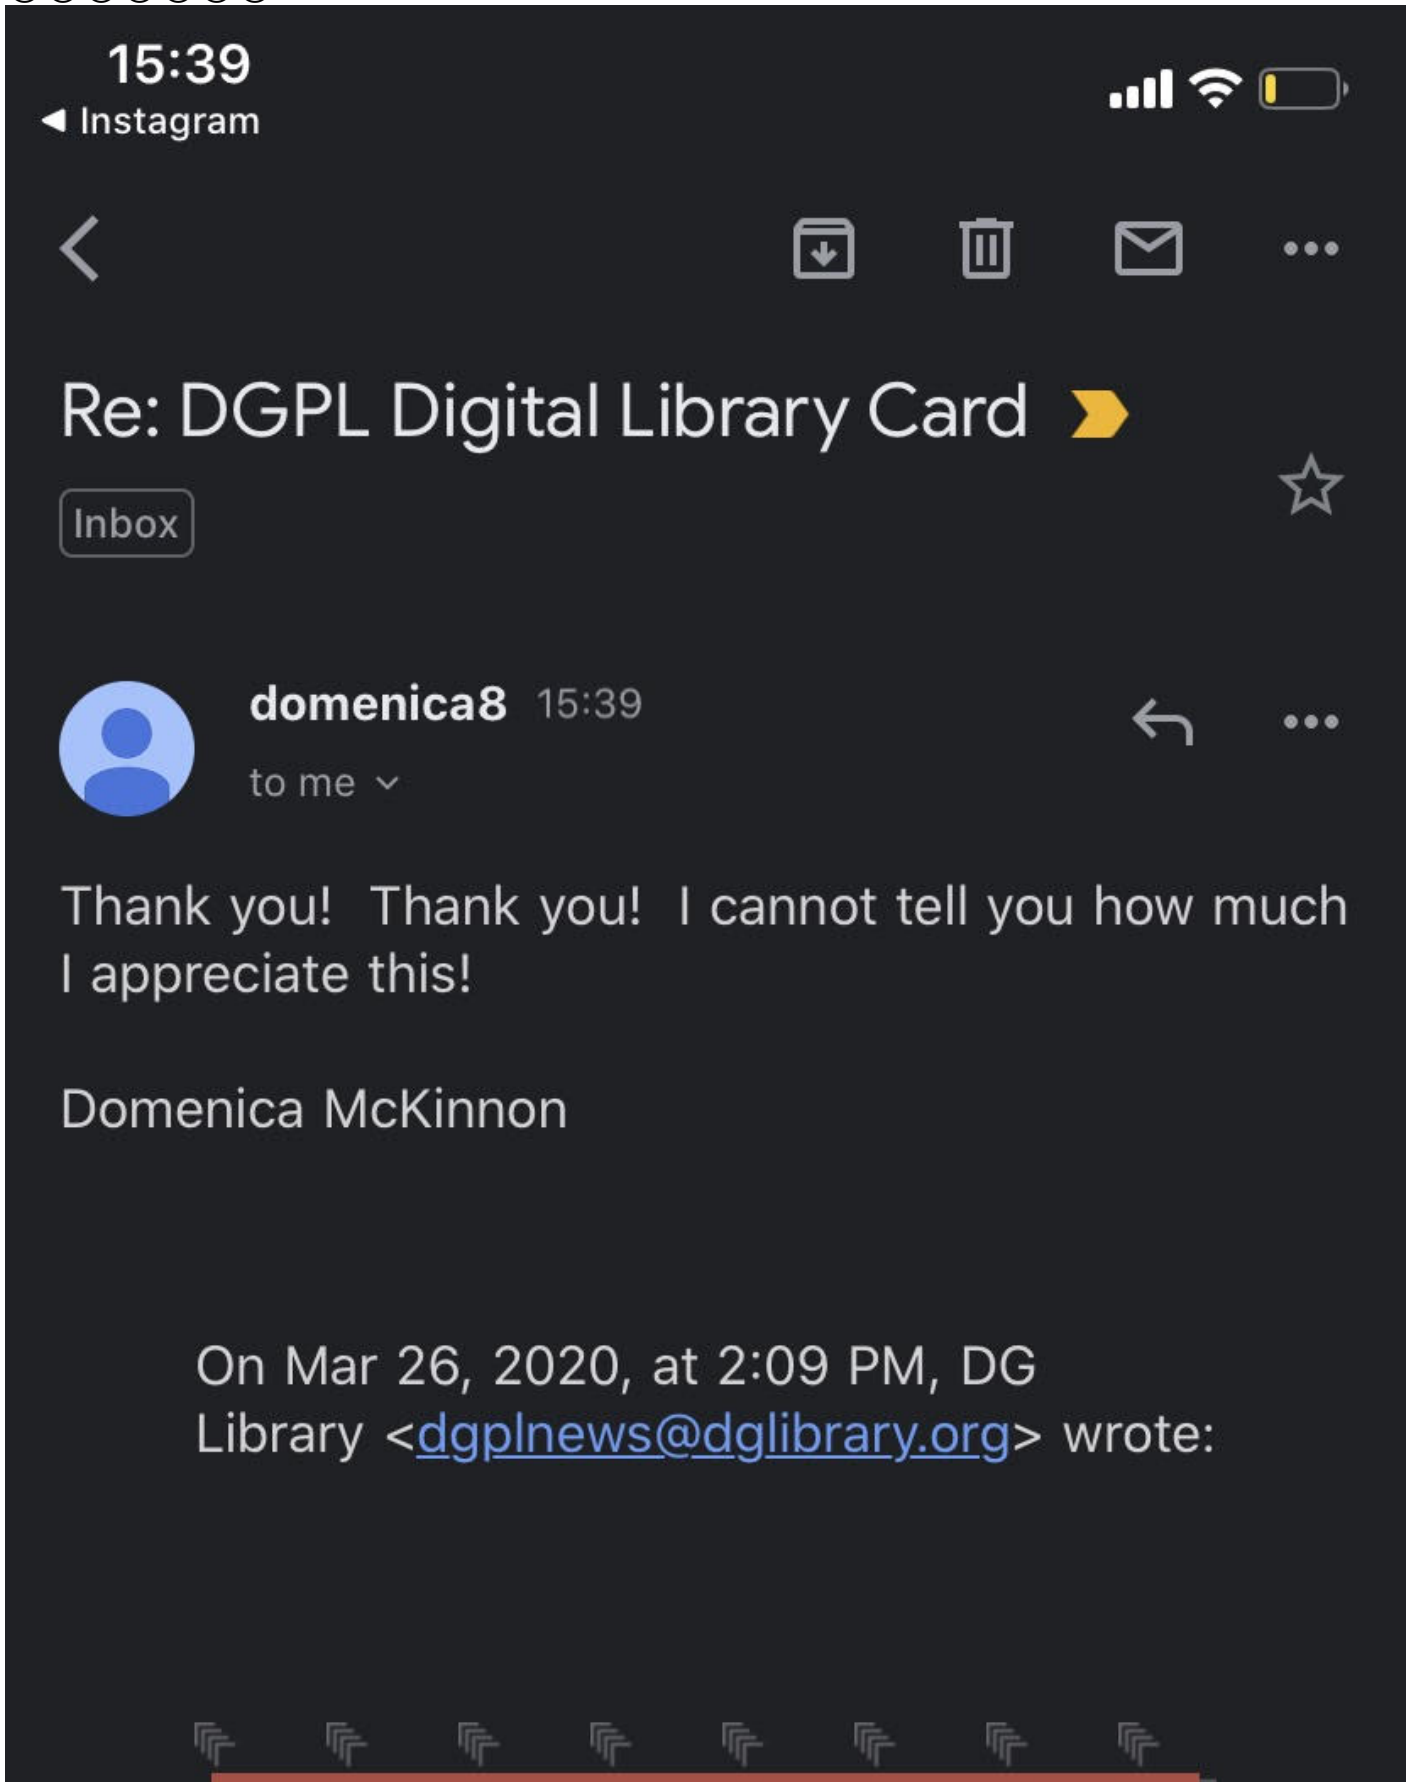 15:39
◀ Instagram
Re: DGPL Digital Library Card
Inbox
domenica8 15:39
to me
Thank you!  Thank you!  I cannot tell you how much
I appreciate this!
Domenica McKinnon
On Mar 26, 2020, at 2:09 PM, DG
Library <dgplnews@dglibrary.org> wrote: